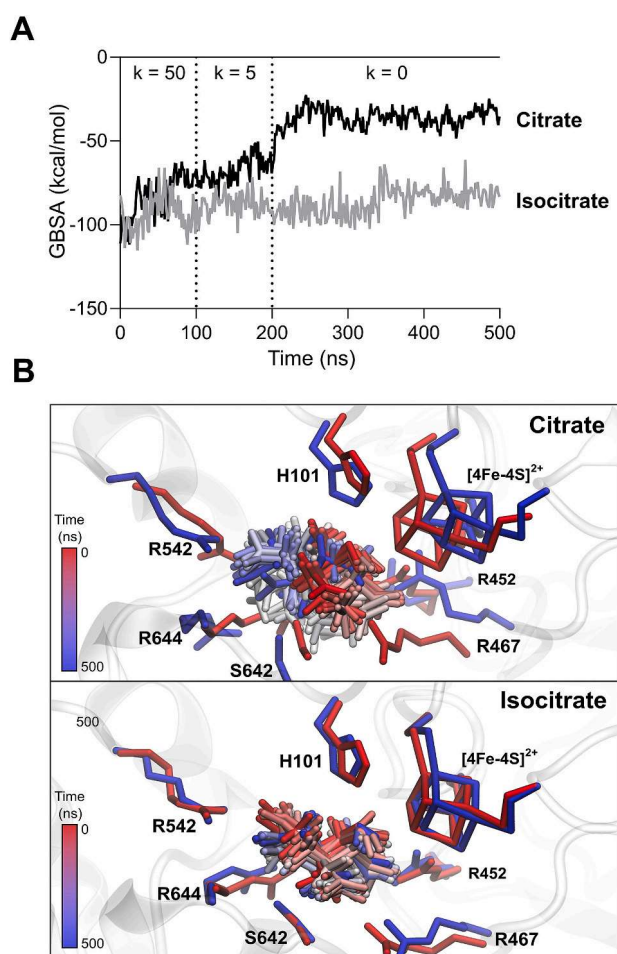 A
0
k = 50
k = 5
k = 0
Citrate
-50
GBSA (kcal/mol)
Isocitrate
-100
-150
0
100
200
300
400
500
Time (ns)
B
Citrate
H101
[4Fe-4S]²⁺
Time
(ns)
0
R542
R452
R644
R467
500
S642
Isocitrate
500
H101
[4Fe-4S]²⁺
Time
(ns)
0
R542
R452
R644
S642
R467
500